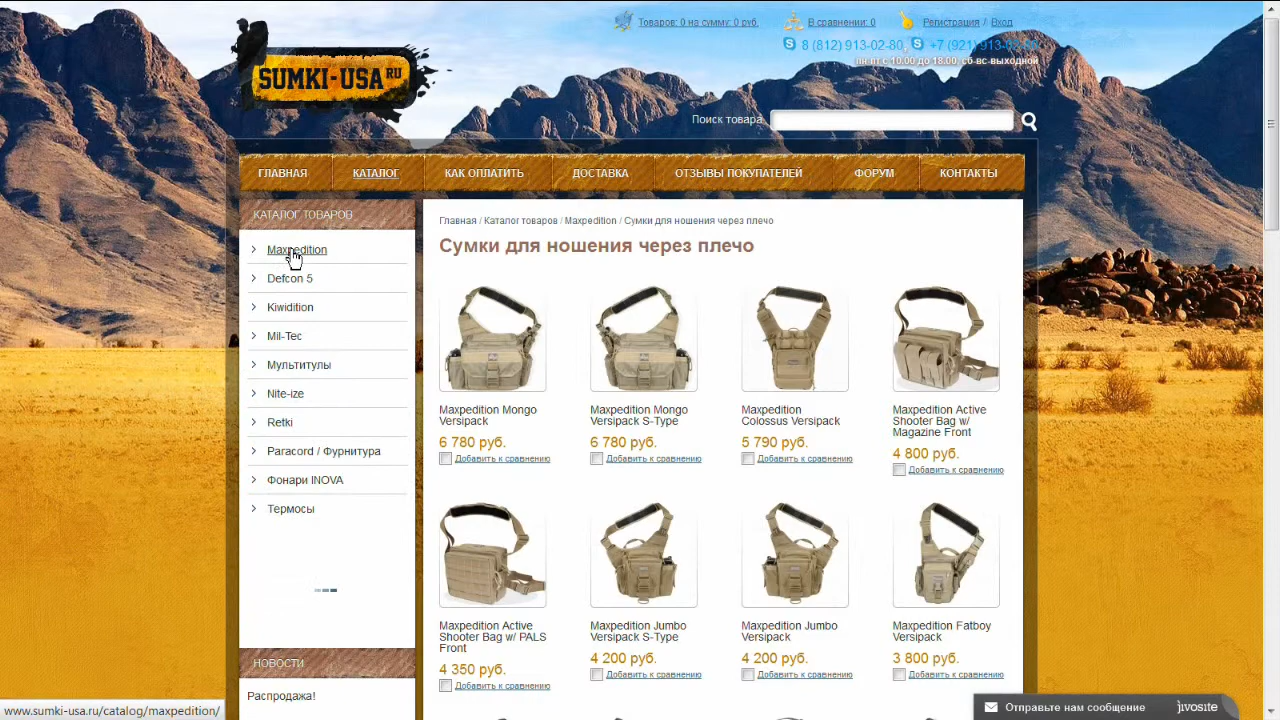 Товаров: 0 на сумму: 0 руб.
В сравнении: 0
Регистрация / Вход
8 (812) 913-02-80, +7 (921) 913-
пн-пт с 10.00 до 18.00, сб-вс-выходной
SUMKI-USA.RU
Поиск товара
ГЛАВНАЯ
КАТАЛОГ
КАК ОПЛАТИТЬ
ДОСТАВКА
ОТЗЫВЫ ПОКУПАТЕЛЕЙ
ФОРУМ
КОНТАКТЫ
КАТАЛОГ ТОВАРОВ
Maxpedition
Defcon 5
Kiwidition
Mil-Tec
Мультитулы
Nite-ize
Retki
Paracord / Фурнитура
Фонари INOVA
Термосы
НОВОСТИ
Распродажа!
Главная / Каталог товаров / Maxpedition / Сумки для ношения через плечо
Сумки для ношения через плечо
Maxpedition Mongo
Versipack
6 780 руб.
Добавить к сравнению
Maxpedition Mongo
Versipack S-Type
6 780 руб.
Добавить к сравнению
Maxpedition
Colossus Versipack
5 790 руб.
Добавить к сравнению
Maxpedition Active
Shooter Bag w/
Magazine Front
4 800 руб.
Добавить к сравнению
Maxpedition Active
Shooter Bag w/ PALS
Front
4 350 руб.
Добавить к сравнению
Maxpedition Jumbo
Versipack S-Type
4 200 руб.
Добавить к сравнению
Maxpedition Jumbo
Versipack
4 200 руб.
Добавить к сравнению
Maxpedition Fatboy
Versipack
3 800 руб.
Добавить к сравнению
www.sumki-usa.ru/catalog/maxpedition/
Отправьте нам сообщение
jivosite